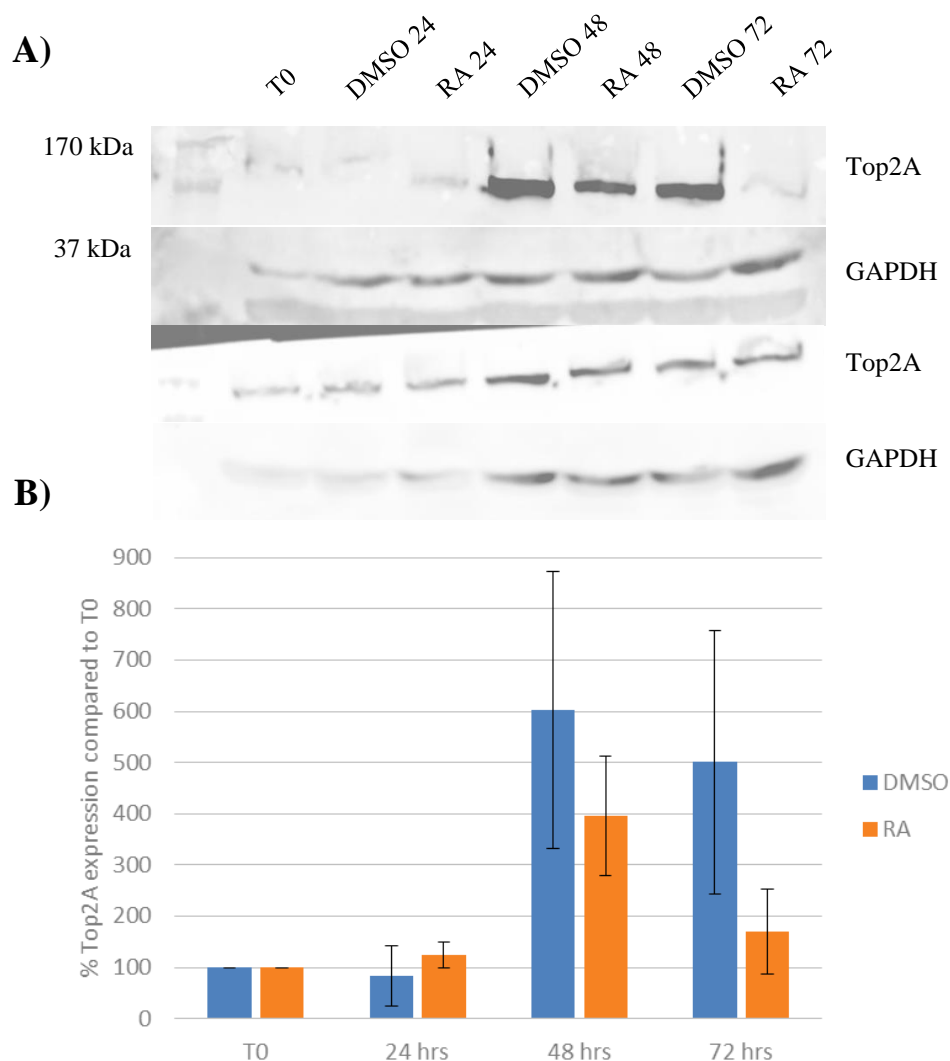 A)
T0
DMSO 24
RA 24
DMSO 48
RA 48
DMSO 72
RA 72
170 kDa
Top2A
37 kDa
GAPDH
Top2A
GAPDH
B)
% Top2A expression compared to T0
900
800
700
600
500
400
300
200
100
0
T0
24 hrs
48 hrs
72 hrs
DMSO
RA